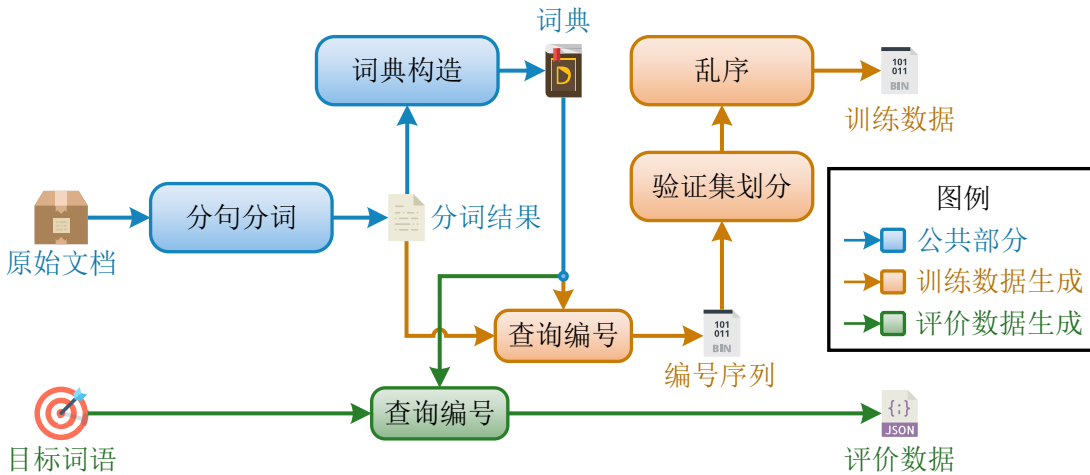 词典
词典构造
D
乱序
101
011
BIN
训练数据
验证集划分
原始文档
分句分词
分词结果
图例
公共部分
训练数据生成
评价数据生成
查询编号
101
011
BIN
编号序列
目标词语
查询编号
{;}
JSON
评价数据